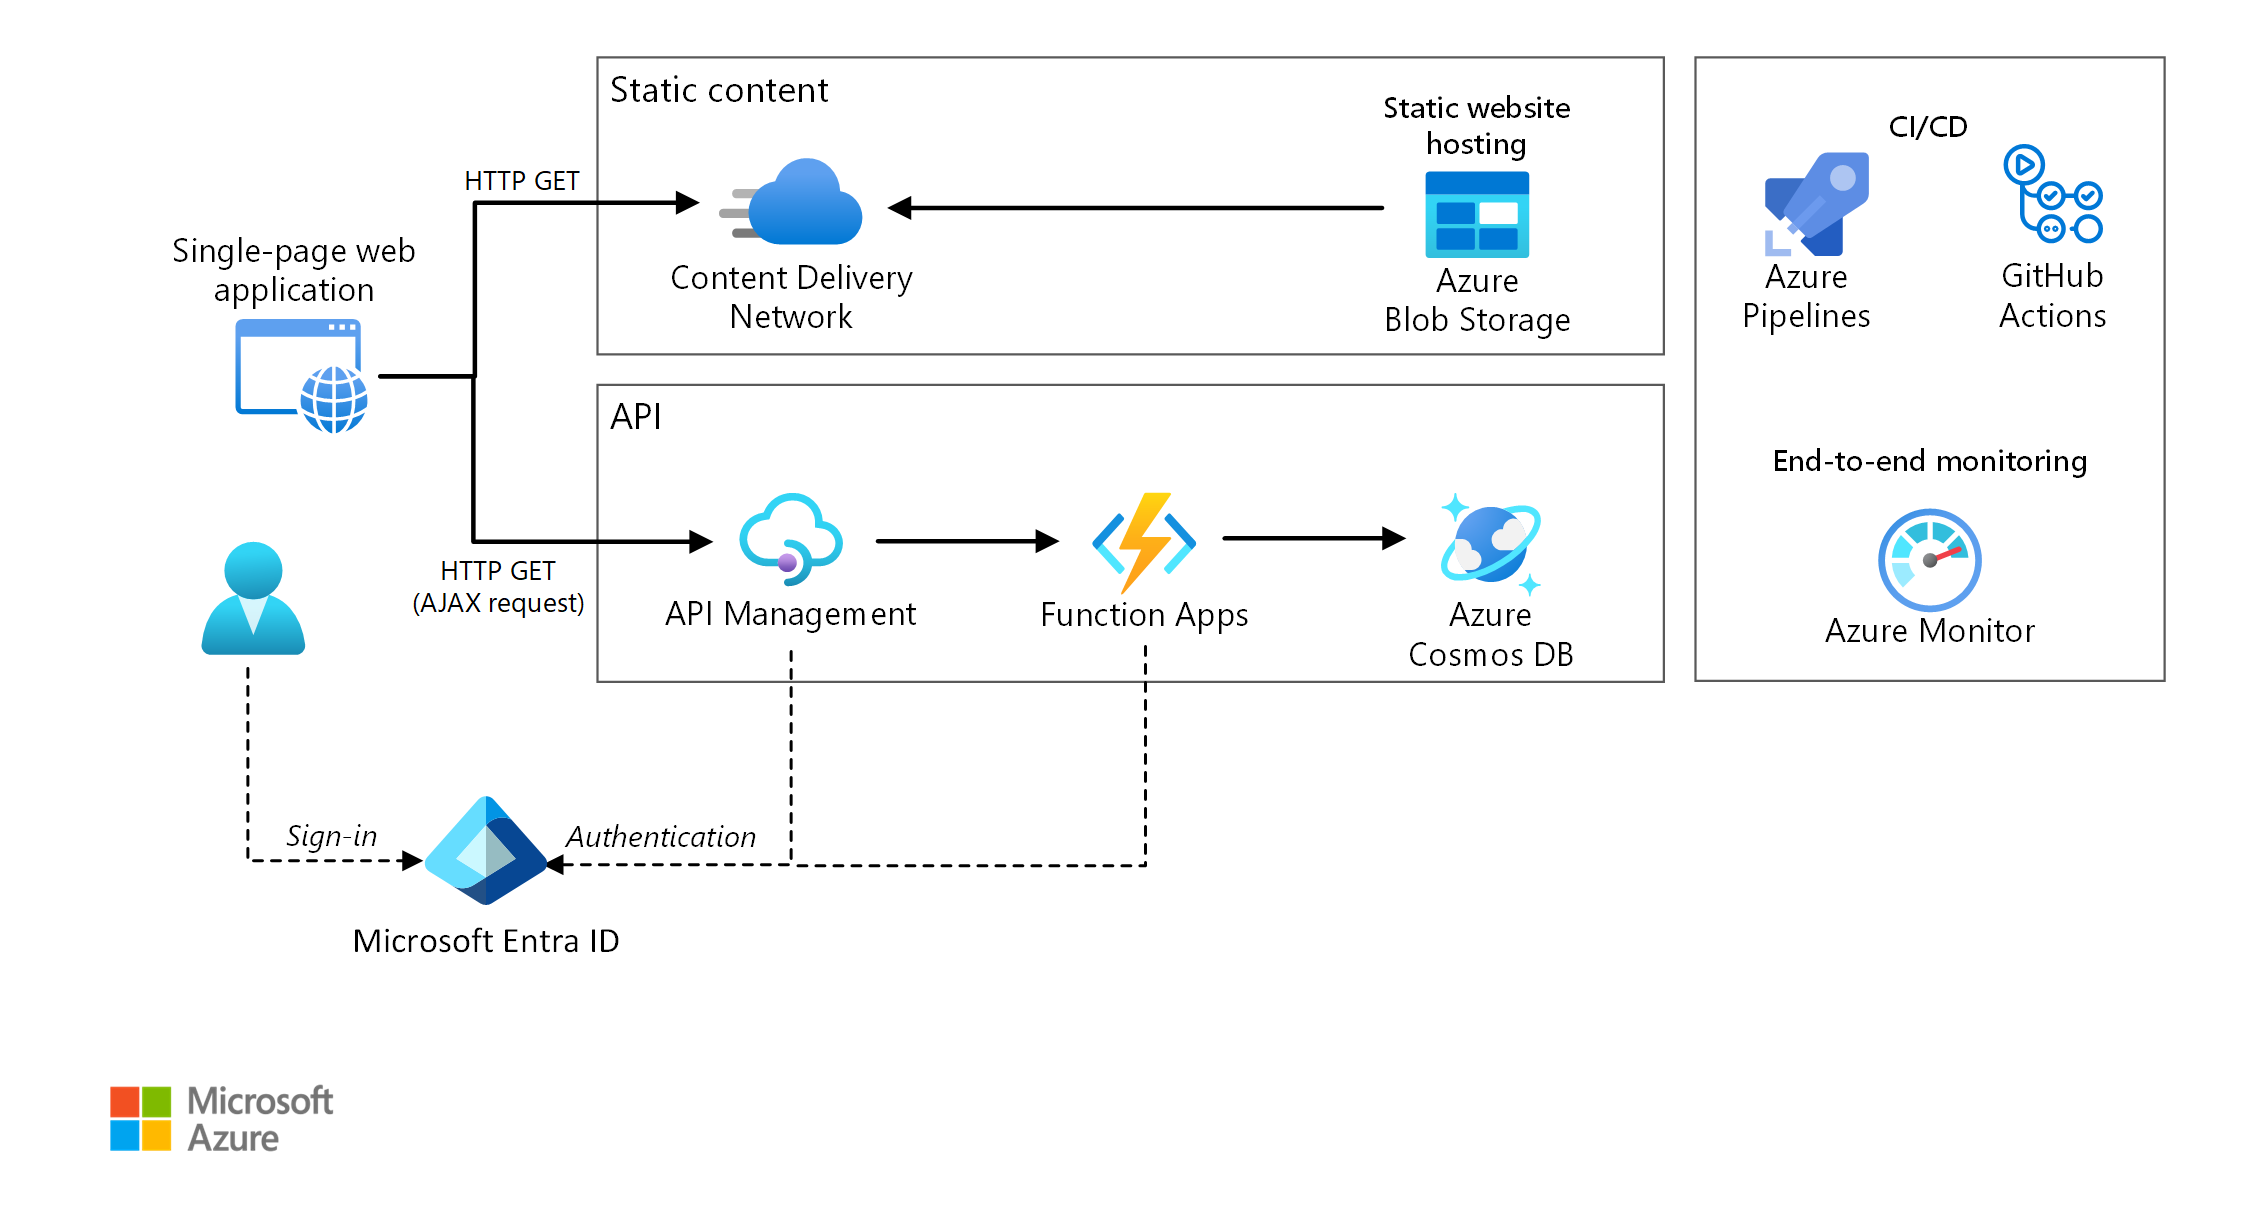 Static content
Static website
hosting
HTTP GET
Single-page web
application
Content Delivery
Network
Azure
Blob Storage
API
HTTP GET
(AJAX request)
API Management
Function Apps
Azure
Cosmos DB
CI/CD
Azure
Pipelines
GitHub
Actions
End-to-end monitoring
Azure Monitor
Sign-in
Authentication
Microsoft Entra ID
Microsoft
Azure